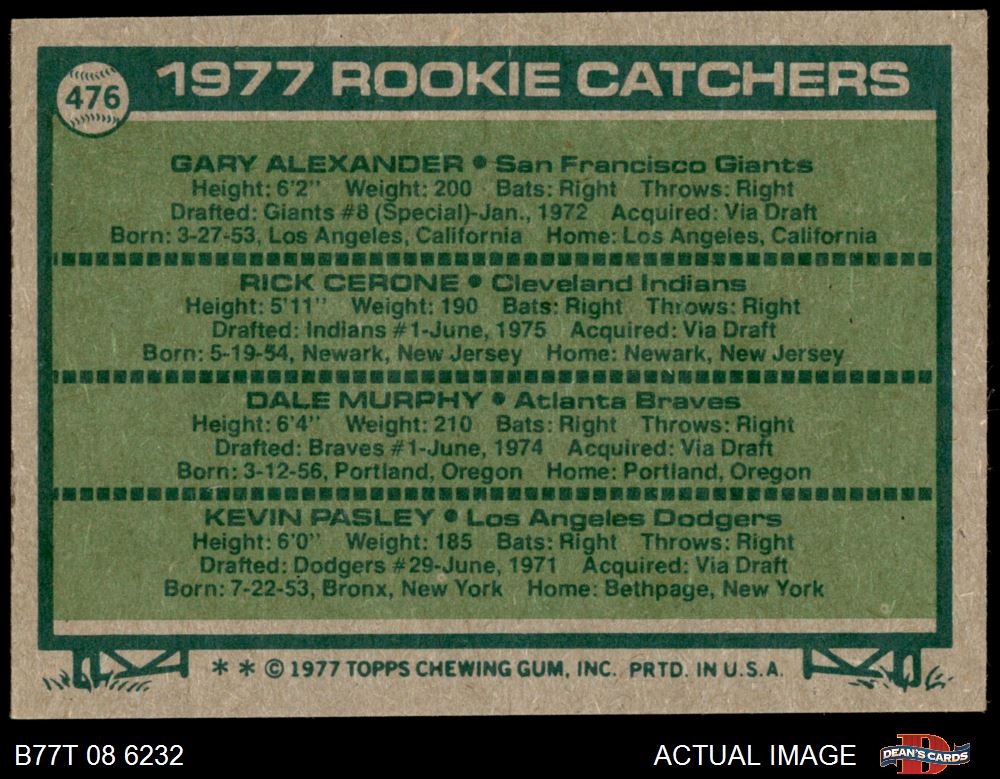 476
1977 ROOKIE CATCHERS
GARY ALEXANDER • San Francisco Giants
Height: 6'2" Weight: 200 Bats: Right Throws: Right
Drafted: Giants #8 (Special)-Jan., 1972 Acquired: Via Draft
Born: 3-27-53, Los Angeles, California Home: Los Angeles, California
RICK CERONE • Cleveland Indians
Height: 5'11" Weight: 190 Bats: Right Throws: Right
Drafted: Indians #1-June, 1975 Acquired: Via Draft
Born: 5-19-54, Newark, New Jersey Home: Newark, New Jersey
DALE MURPHY • Atlanta Braves
Height: 6'4" Weight: 210 Bats: Right Throws: Right
Drafted: Braves #1-June, 1974 Acquired: Via Draft
Born: 3-12-56, Portland, Oregon Home: Portland, Oregon
KEVIN PASLEY • Los Angeles Dodgers
Height: 6'0" Weight: 185 Bats: Right Throws: Right
Drafted: Dodgers #29-June, 1971 Acquired: Via Draft
Born: 7-22-53, Bronx, New York Home: Bethpage, New York
* * © 1977 TOPPS CHEWING GUM, INC. PRTD. IN U.S.A.
B77T 08 6232 ACTUAL IMAGE
D
DEAN'S CARDS